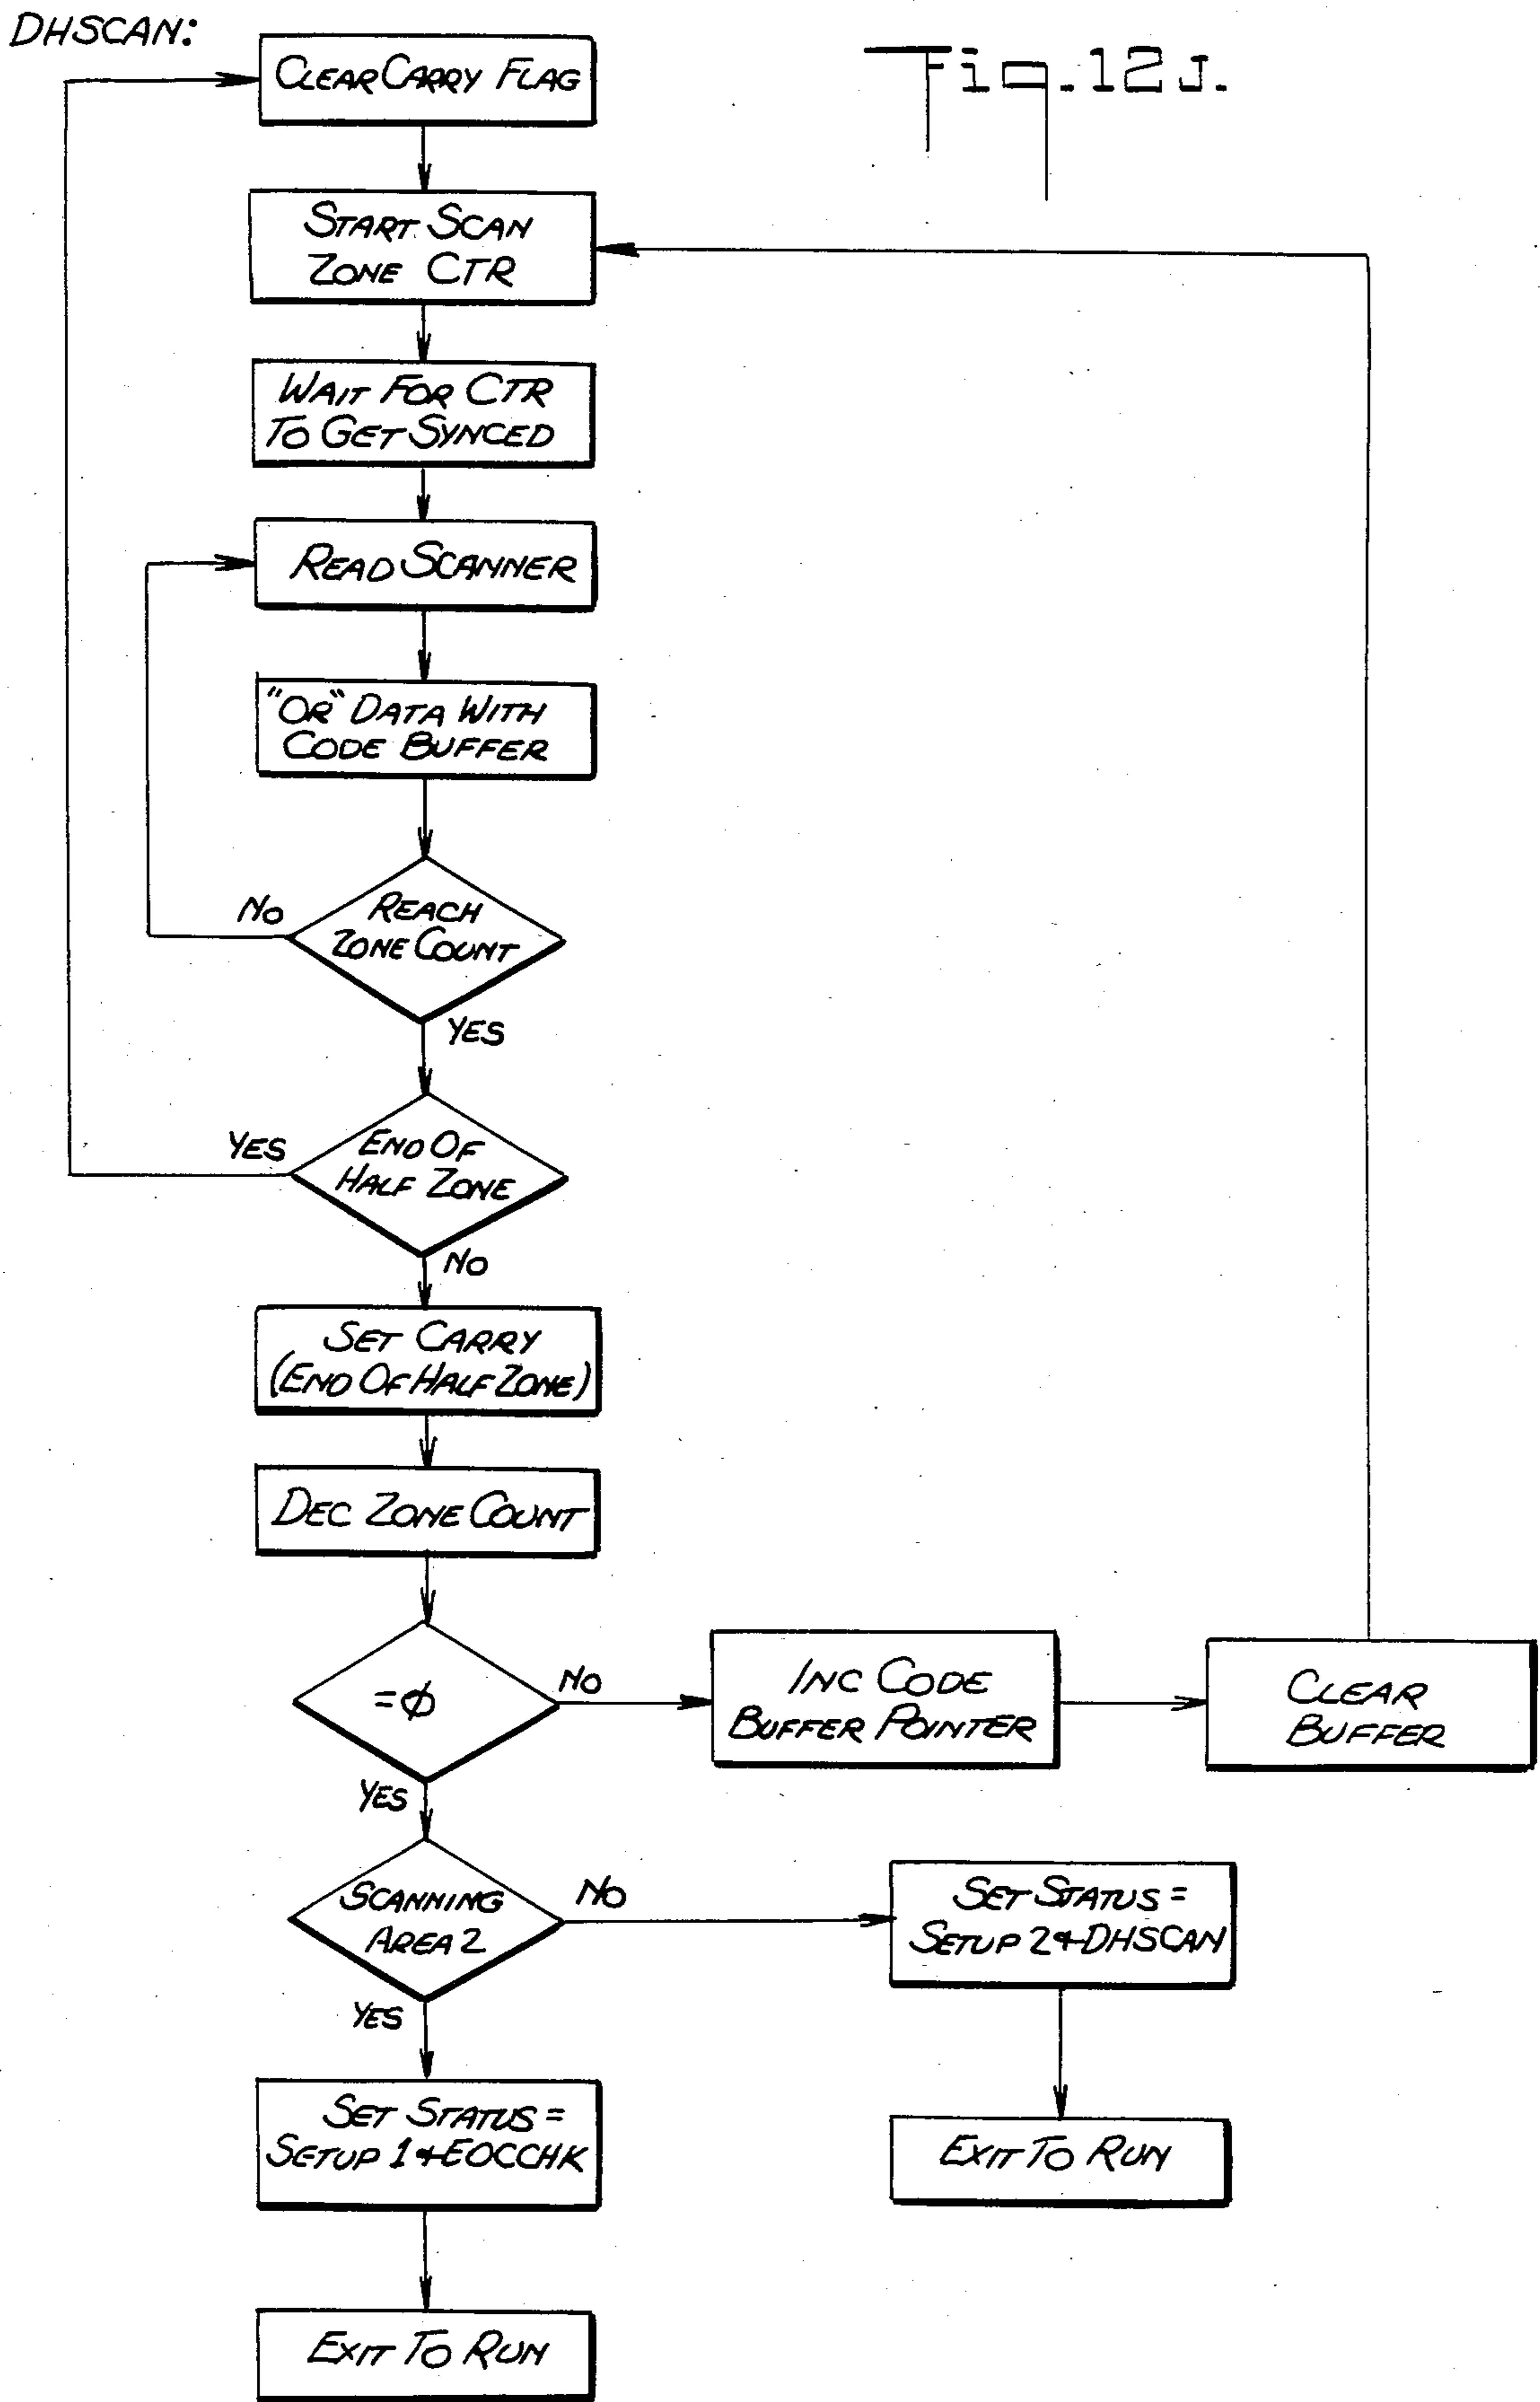 DHSCAN:
Fig. 12J.
CLEAR CARRY FLAG
START SCAN
ZONE CTR
WAIT FOR CTR
TO GET SYNCED
READ SCANNER
"OR" DATA WITH
CODE BUFFER
REACH
ZONE COUNT
NO
YES
END OF
HALF ZONE
YES
NO
SET CARRY
(END OF HALF ZONE)
DEC ZONE COUNT
=Ø
NO
INC CODE
BUFFER POINTER
CLEAR
BUFFER
YES
SCANNING
AREA 2
NO
SET STATUS =
SETUP 2 & DHSCAN
EXIT TO RUN
YES
SET STATUS =
SETUP 1 & EOCCHK
EXIT TO RUN